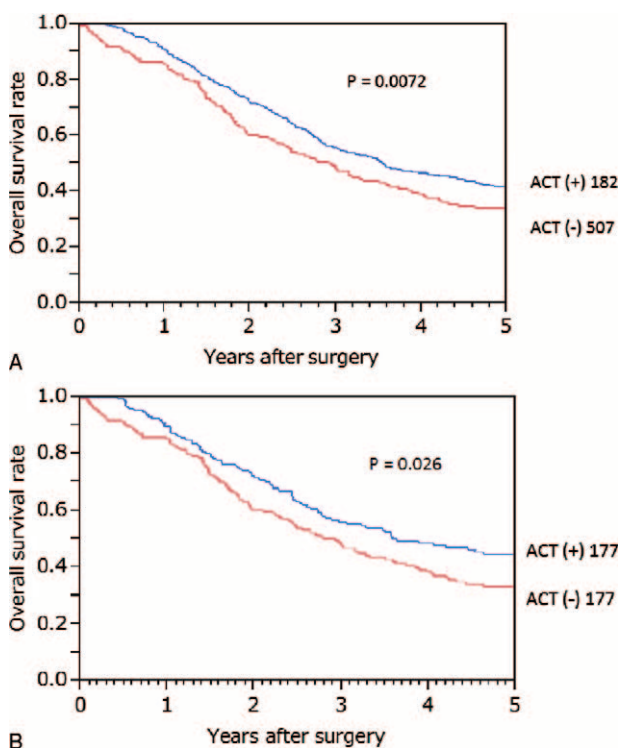 1.0
0.8
0.6
0.4
0.2
0.0
Overall survival rate
P = 0.0072
ACT (+) 182
ACT (-) 507
0 1 2 3 4 5
Years after surgery
A
1.0
0.8
0.6
0.4
0.2
0.0
Overall survival rate
P = 0.026
ACT (+) 177
ACT (-) 177
0 1 2 3 4 5
Years after surgery
B